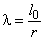 λ = l₀/r